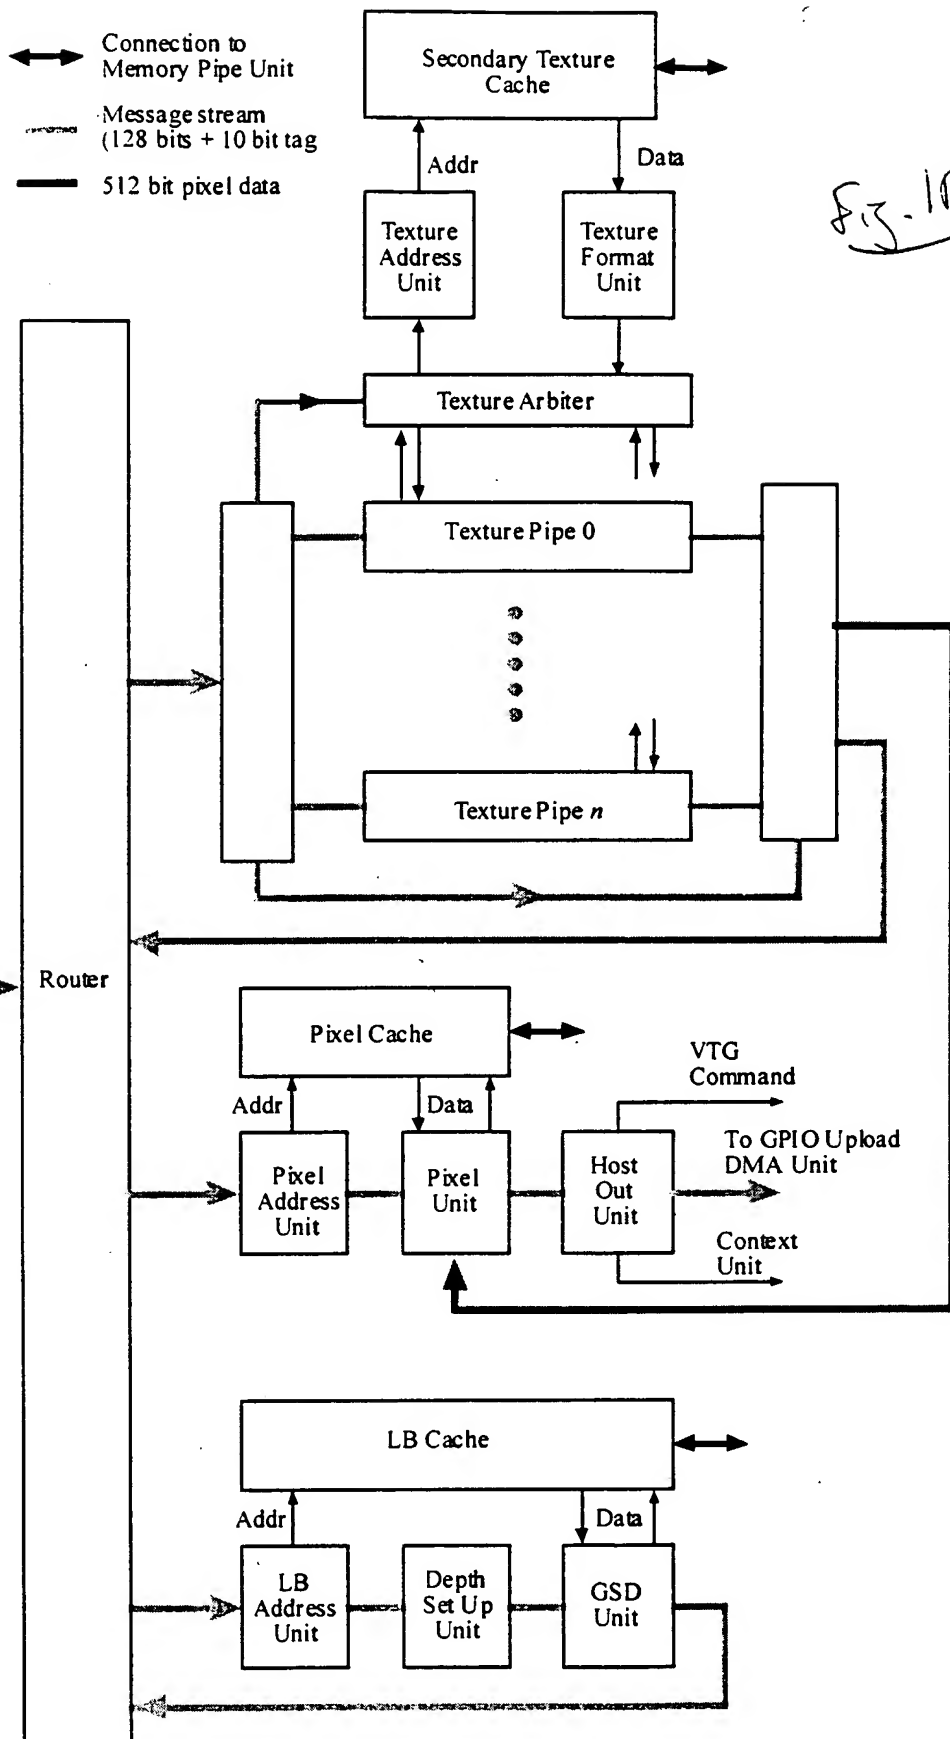 Connection to
Memory Pipe Unit
Message stream
(128 bits + 10 bit tag
512 bit pixel data
Secondary Texture
Cache
Addr
Data
Texture
Address
Unit
Texture
Format
Unit
Texture Arbiter
Texture Pipe 0
Texture Pipe n
Router
Pixel Cache
Addr
Data
Pixel
Address
Unit
Pixel
Unit
Host
Out
Unit
VTG
Command
To GPIO Upload
DMA Unit
Context
Unit
LB Cache
Addr
Data
LB
Address
Unit
Depth
Set Up
Unit
GSD
Unit